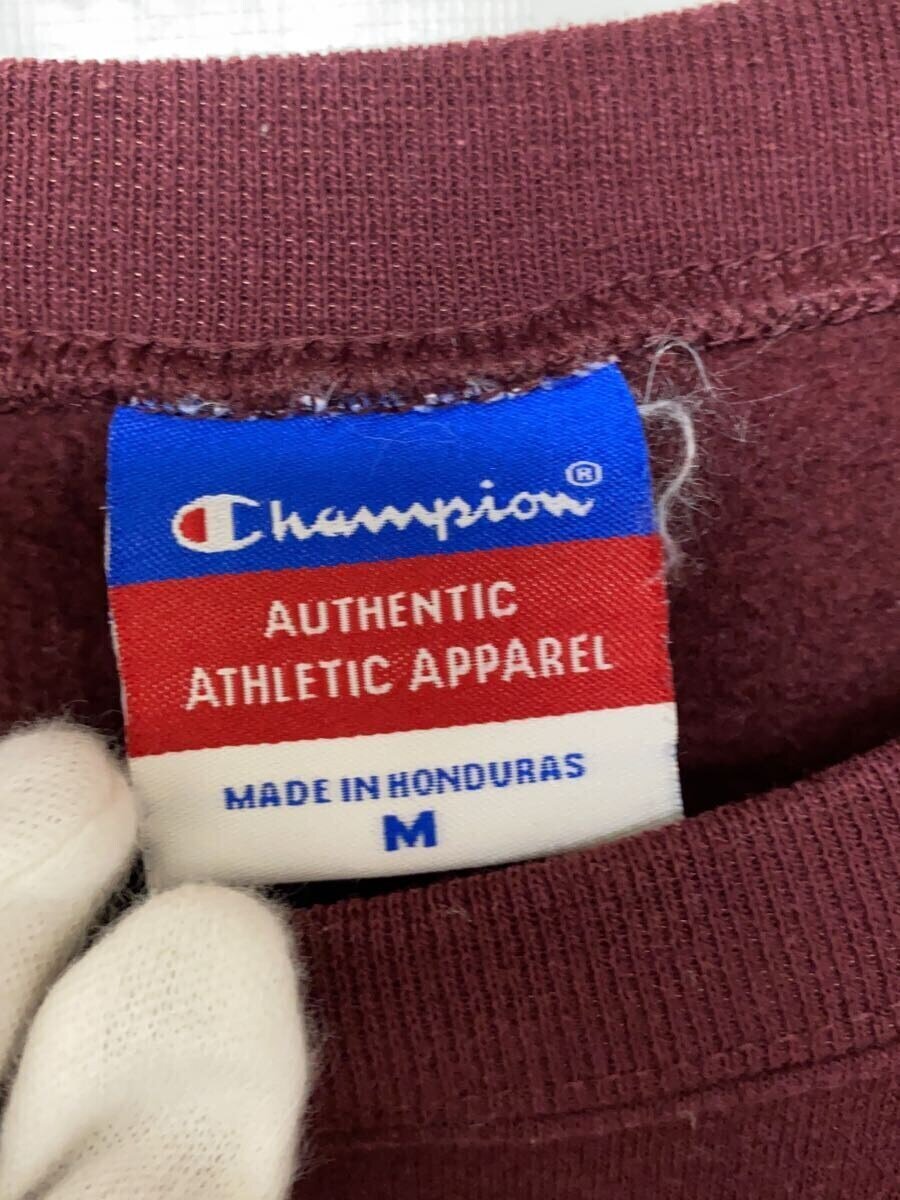 Champion®
AUTHENTIC
ATHLETIC APPAREL
MADE IN HONDURAS
M